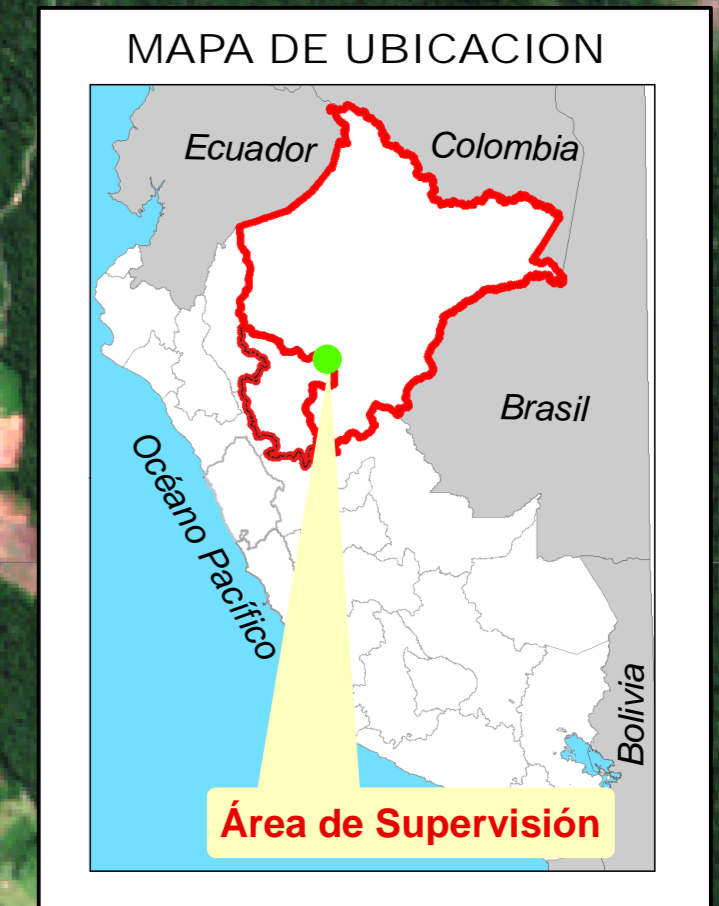 MAPA DE UBICACION
Ecuador
Colombia
Brasil
Océano Pacífico
Bolivia
Área de Supervisión